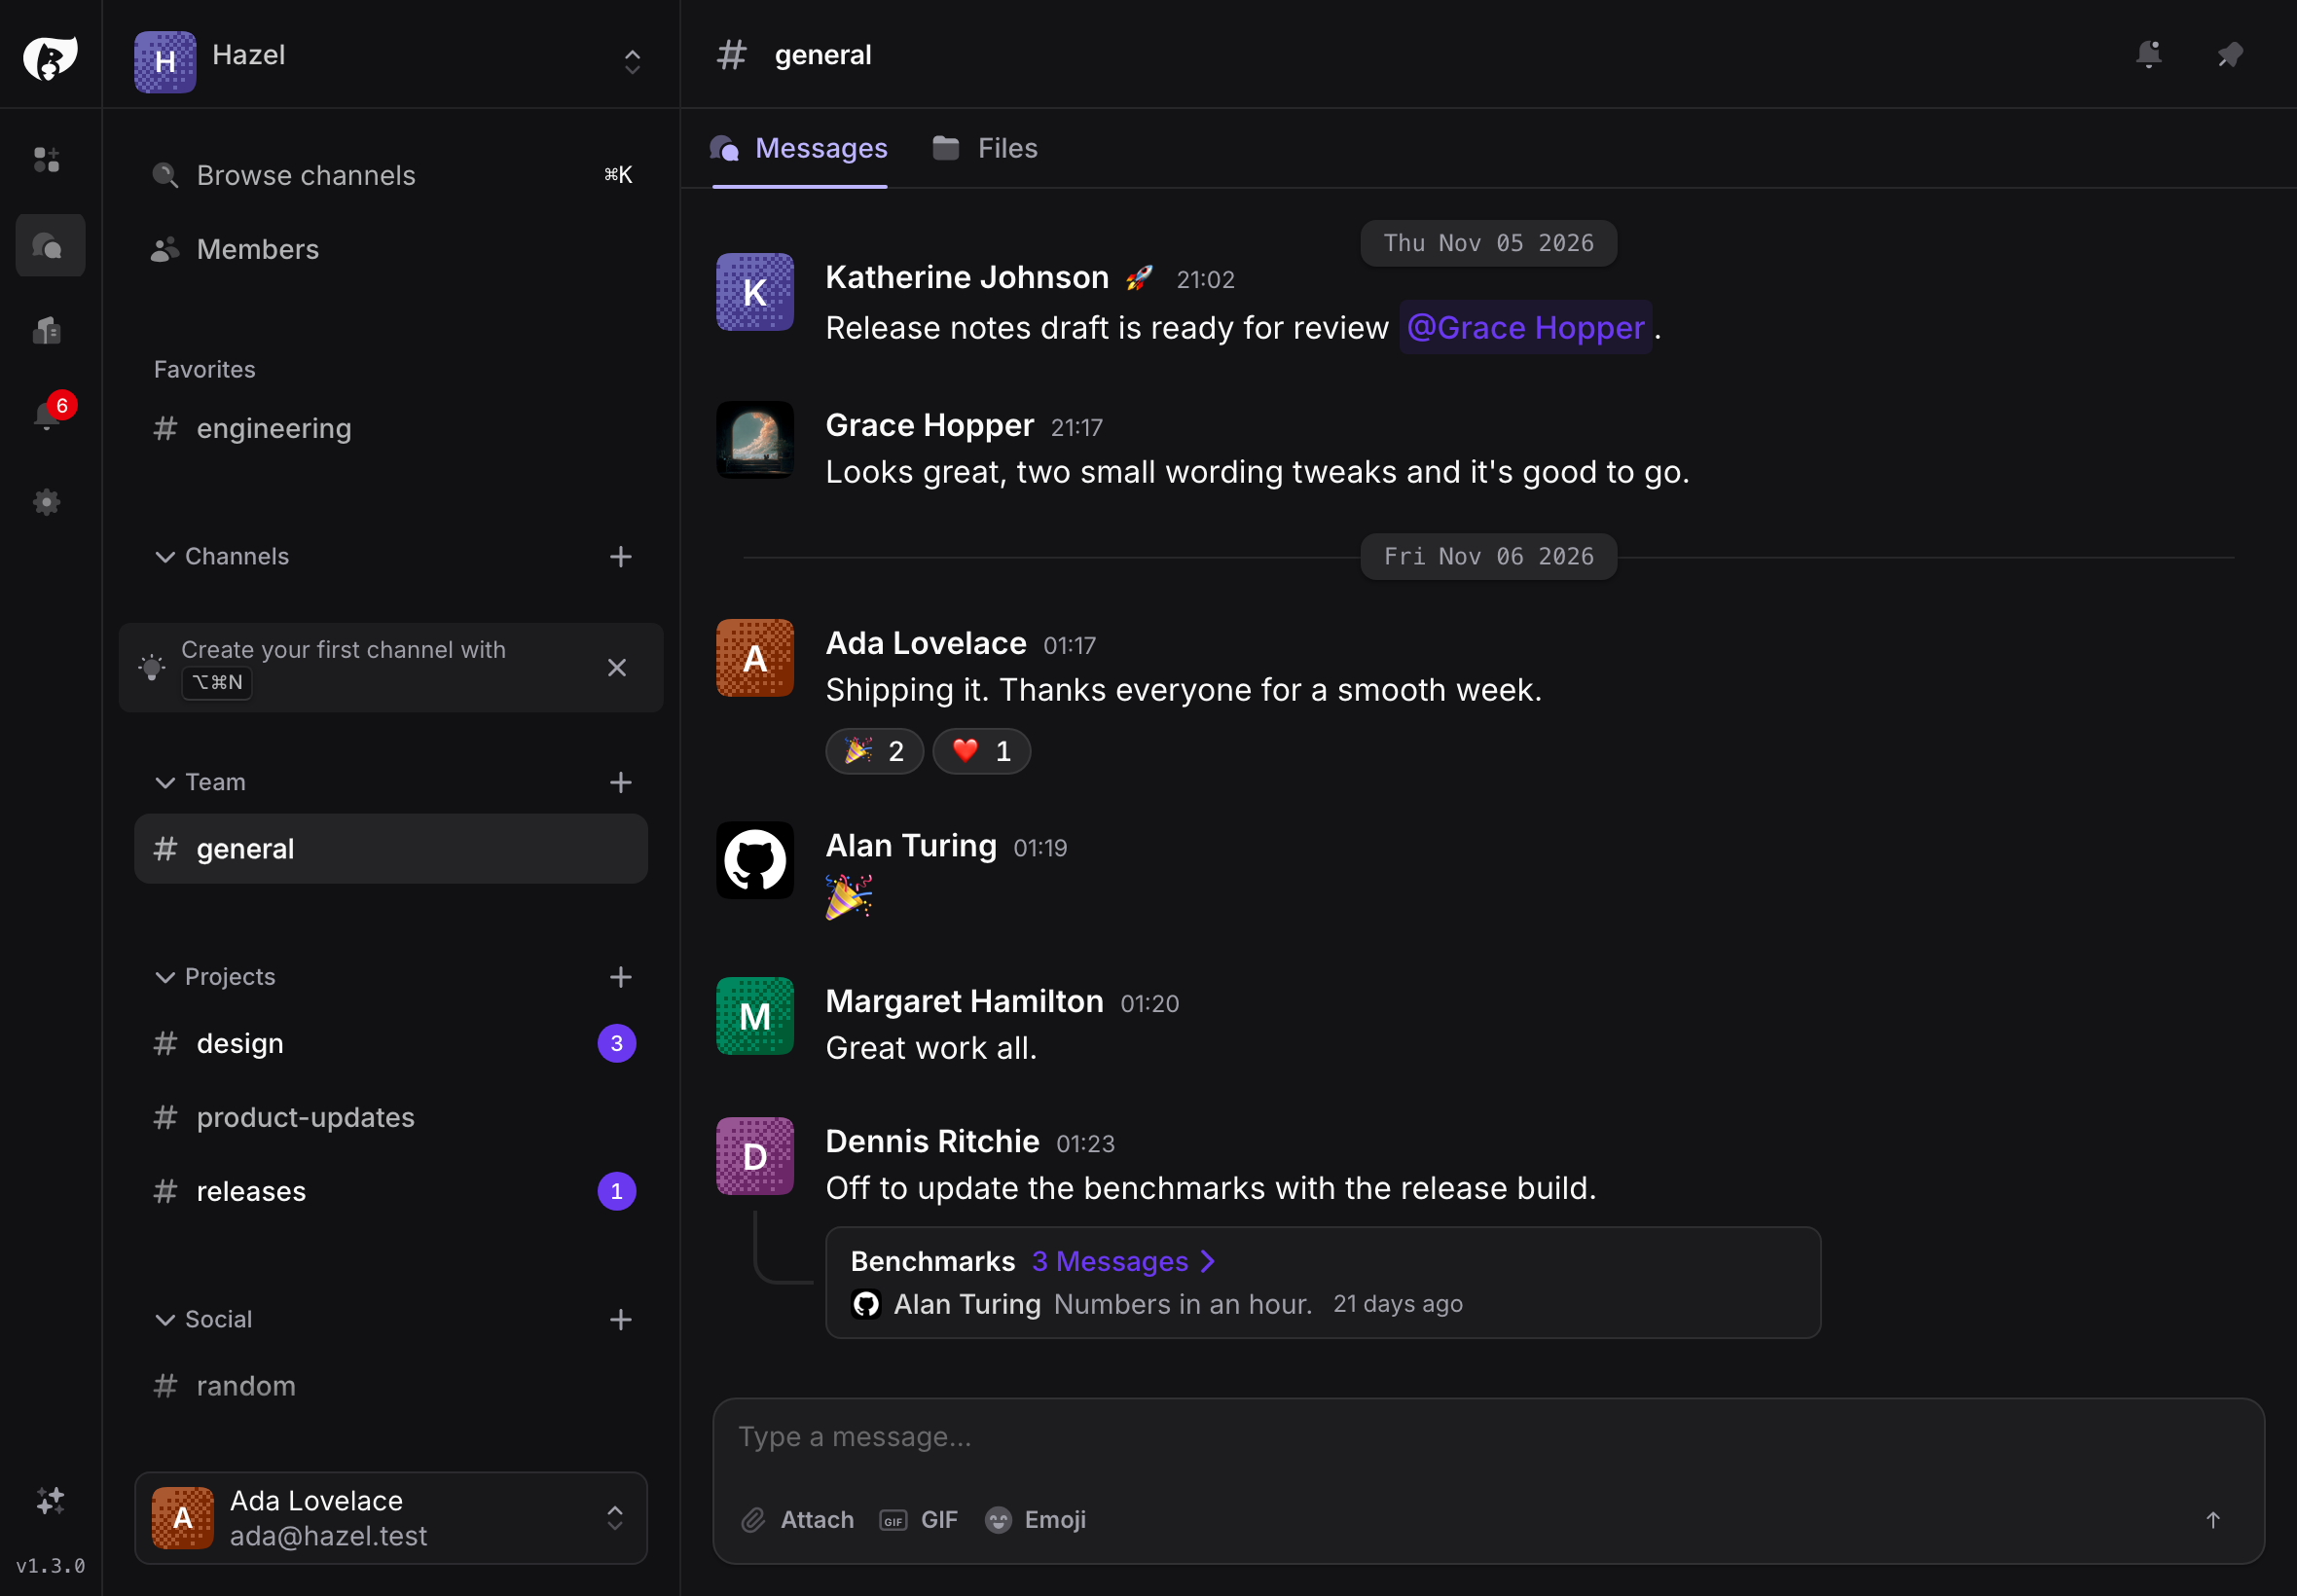 H Hazel
Browse channels ⌘K
Members
6
Favorites
# engineering
Channels
Create your first channel with
⌥⌘N
Team
# general
Projects
# design 3
# product-updates
# releases 1
Social
# random
A Ada Lovelace
ada@hazel.test
v1.3.0
# general
Messages Files
Thu Nov 05 2026
K Katherine Johnson 🚀 21:02
Release notes draft is ready for review @Grace Hopper.
Grace Hopper 21:17
Looks great, two small wording tweaks and it's good to go.
Fri Nov 06 2026
A Ada Lovelace 01:17
Shipping it. Thanks everyone for a smooth week.
🎉 2 ❤️ 1
Alan Turing 01:19
🎉
M Margaret Hamilton 01:20
Great work all.
D Dennis Ritchie 01:23
Off to update the benchmarks with the release build.
Benchmarks 3 Messages
Alan Turing Numbers in an hour. 21 days ago
Type a message...
Attach GIF GIF Emoji